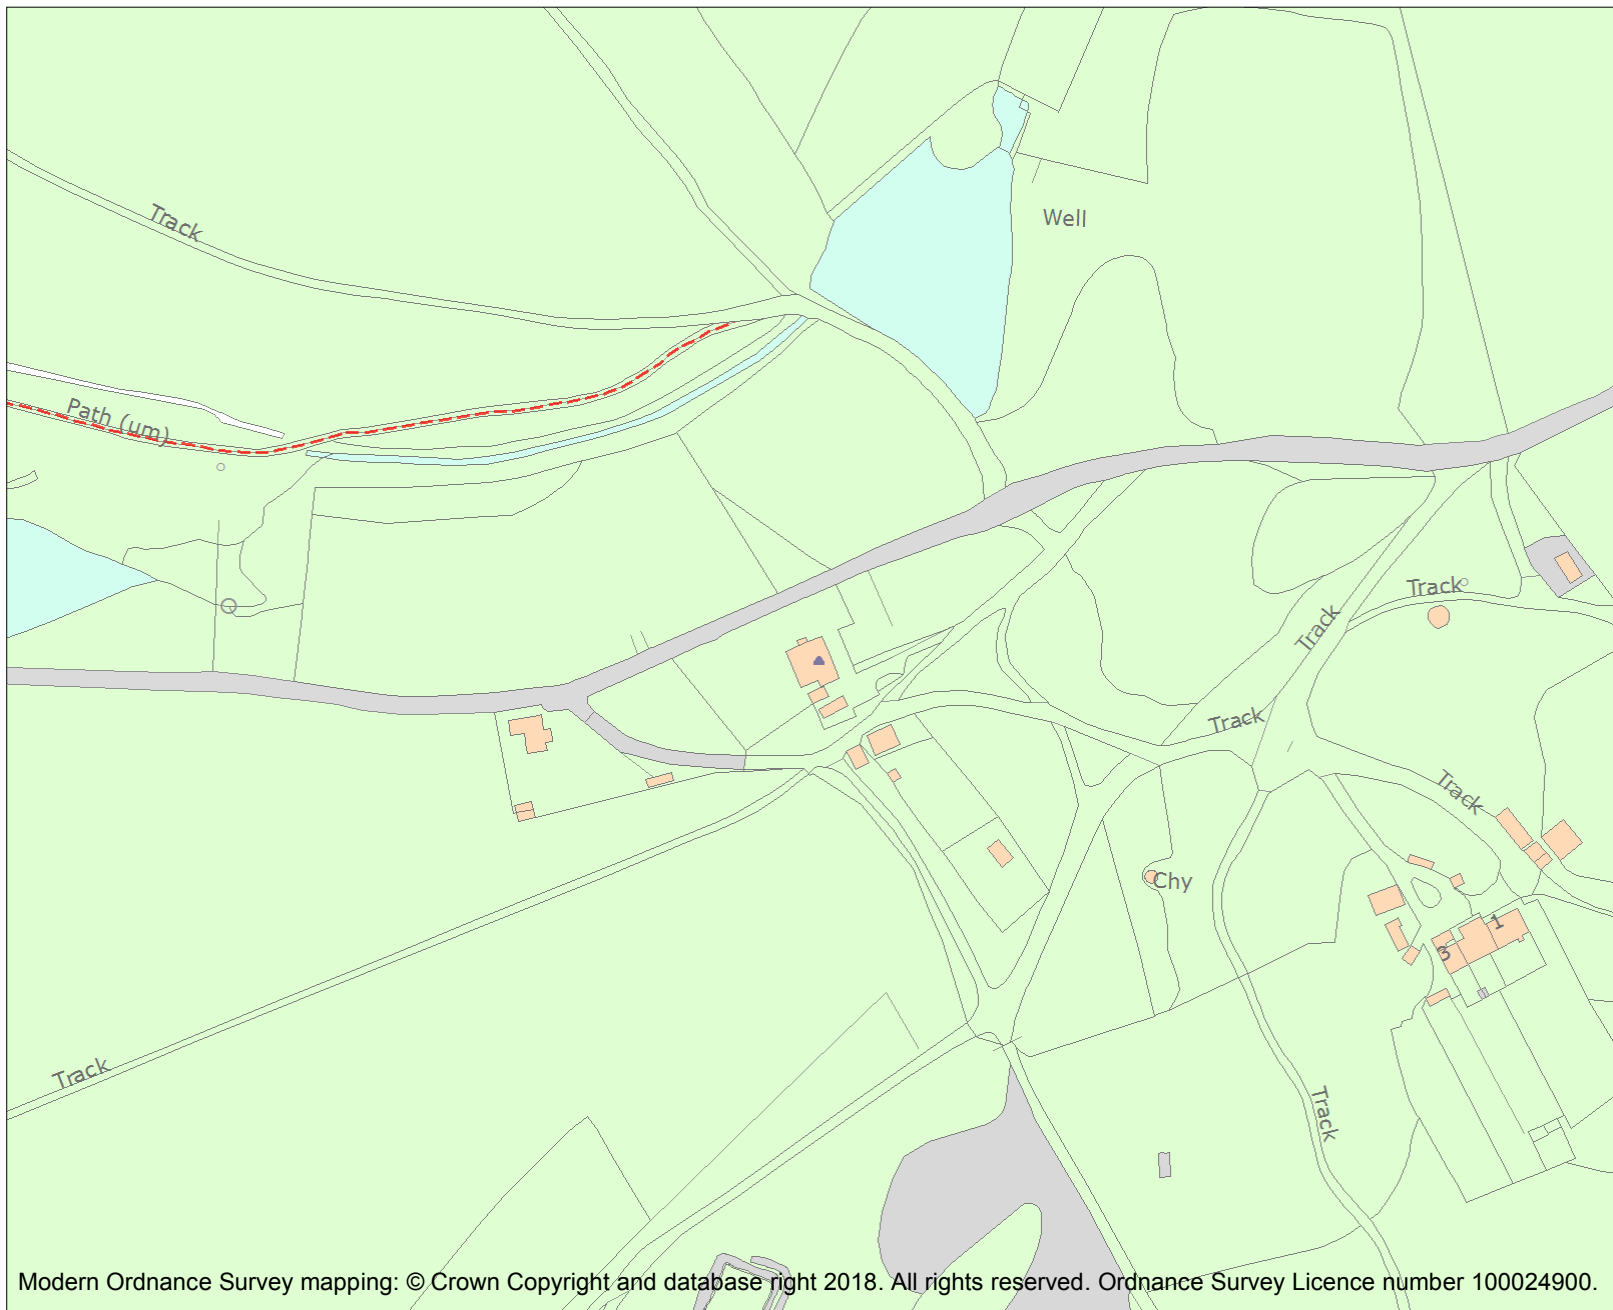 Track
Well
Path (um)
Track
Track
Track
Track
Chy
1
3
Track
Track
Modern Ordnance Survey mapping: © Crown Copyright and database right 2018. All rights reserved. Ordnance Survey Licence number 100024900.